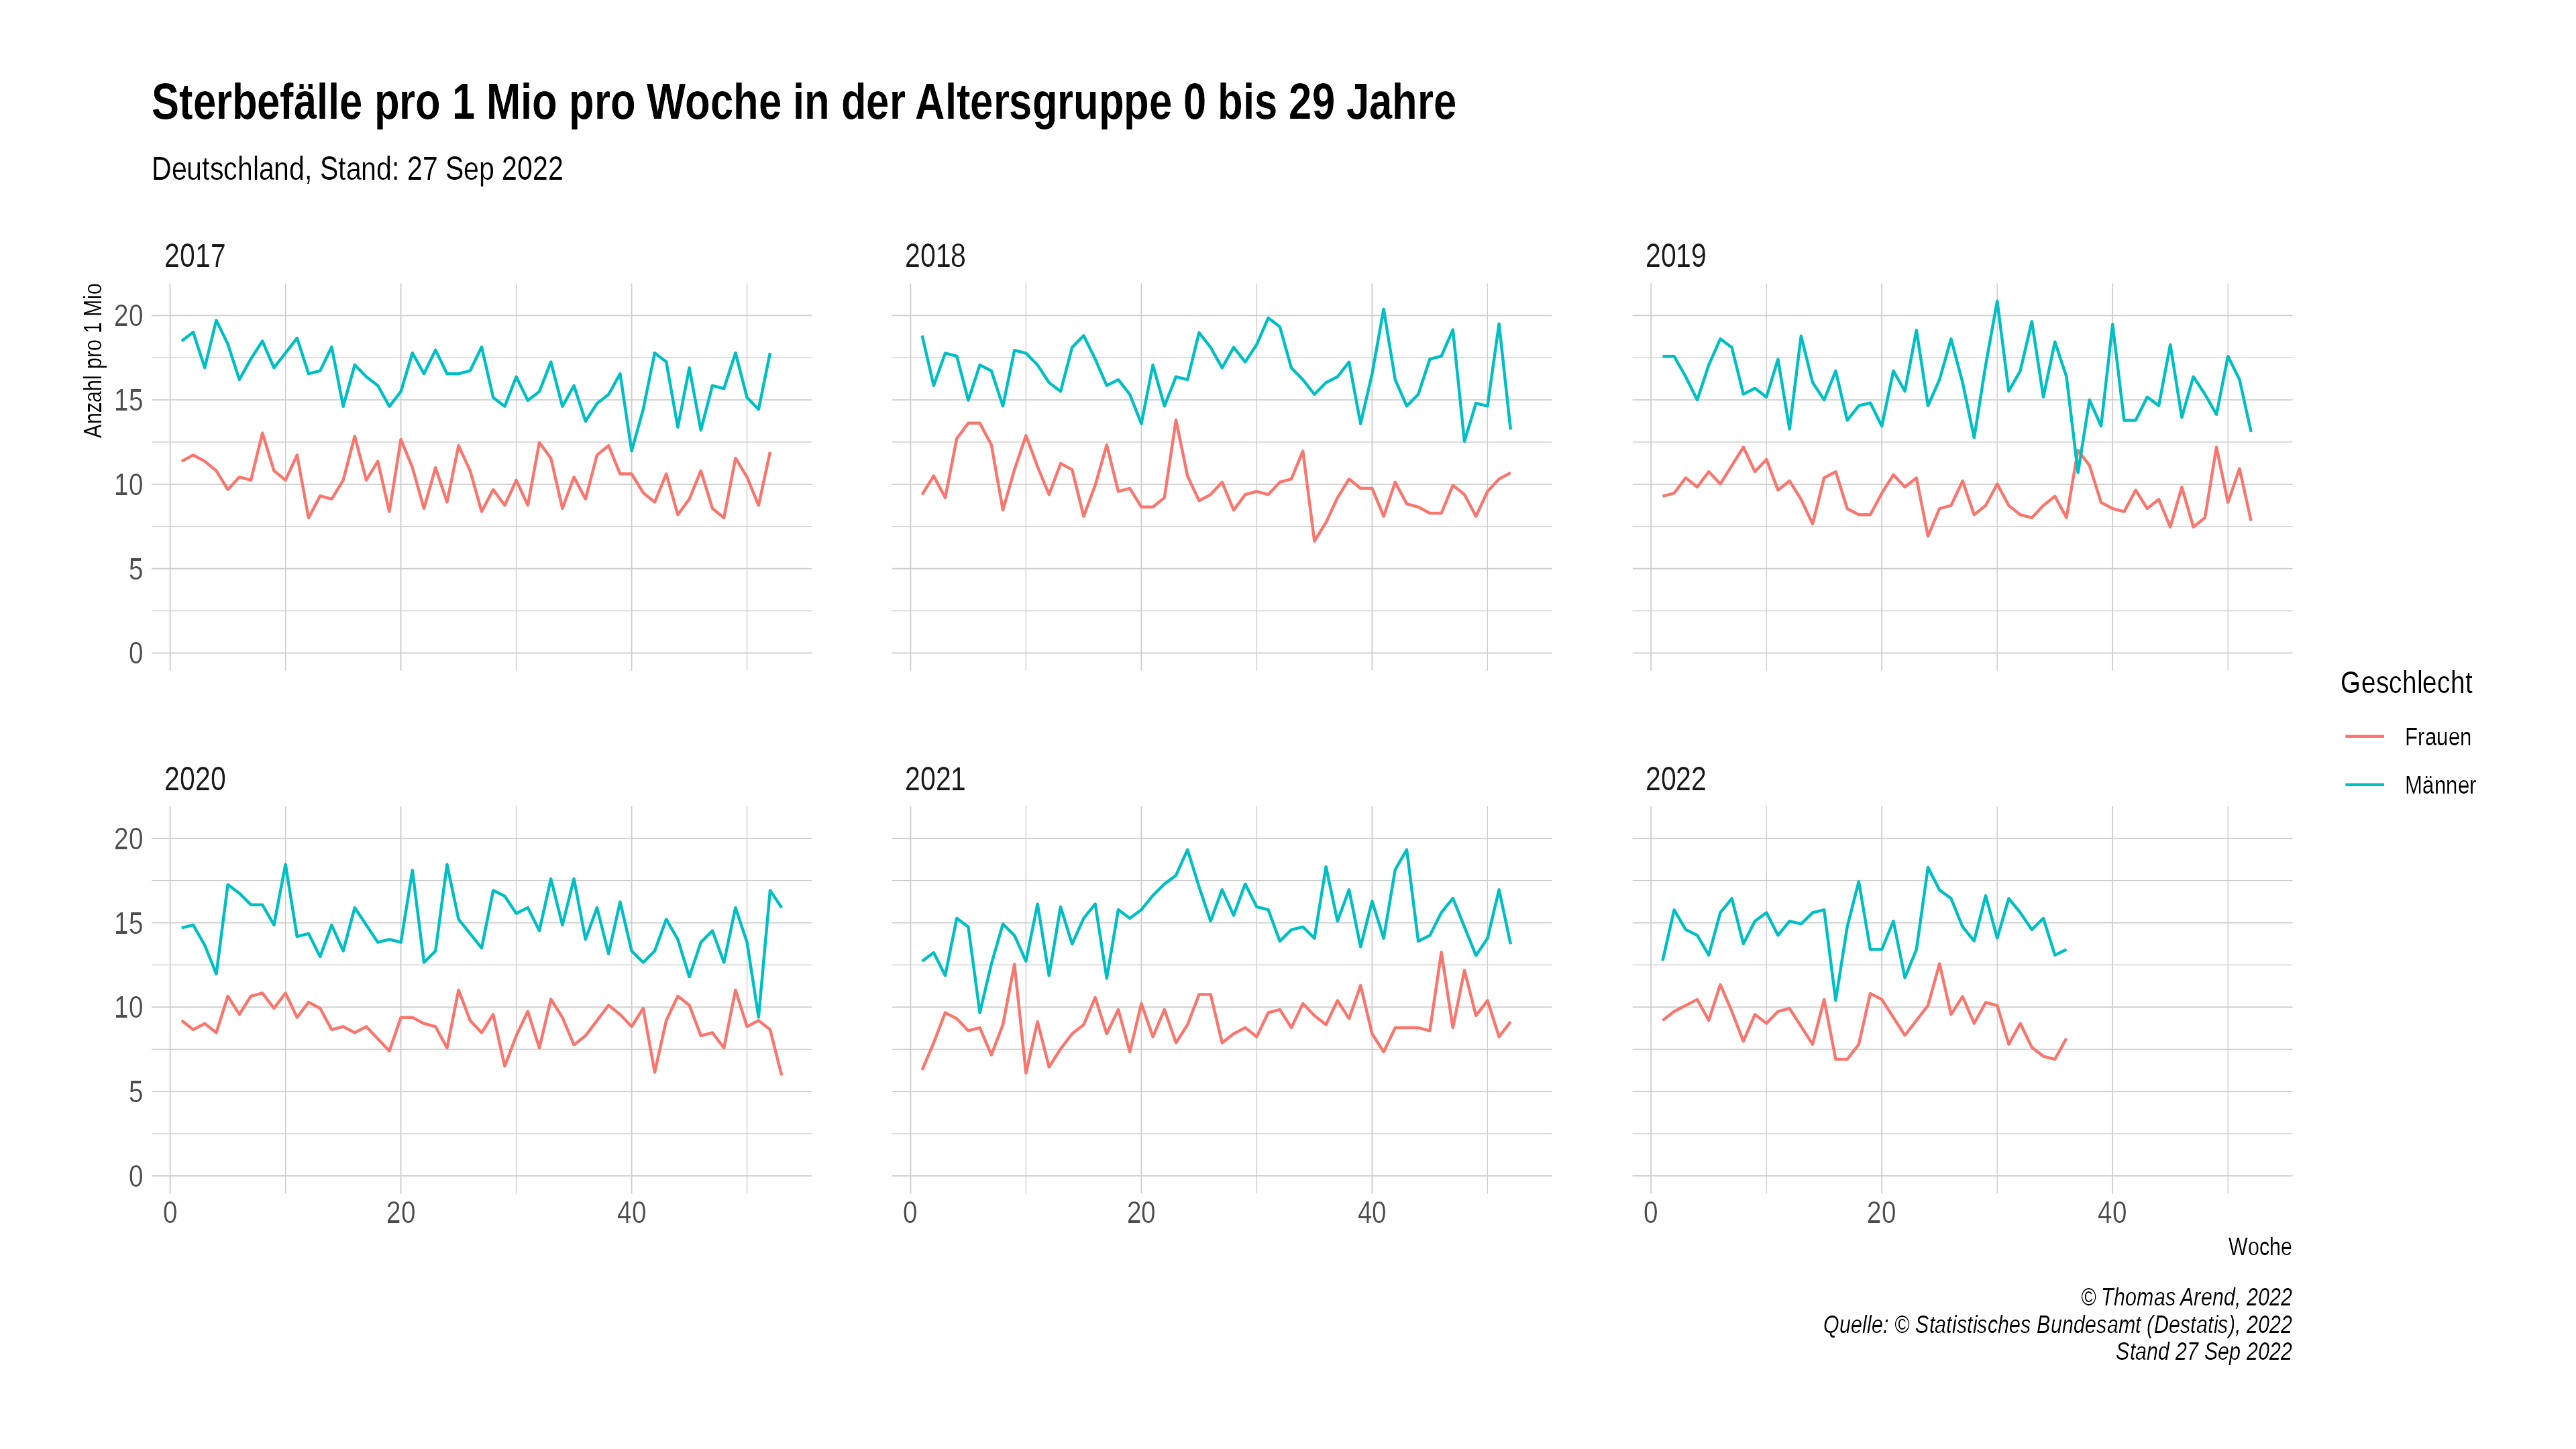 Sterbefälle pro 1 Mio pro Woche in der Altersgruppe 0 bis 29 Jahre
Deutschland, Stand: 27 Sep 2022
2017
2018
2019
Anzahl pro 1 Mio
20
15
10
5
0
Geschlecht
Frauen
Männer
2020
2021
2022
20
15
10
5
0
0 20 40
0 20 40
0 20 40
Woche
© Thomas Arend, 2022
Quelle: © Statistisches Bundesamt (Destatis), 2022
Stand 27 Sep 2022